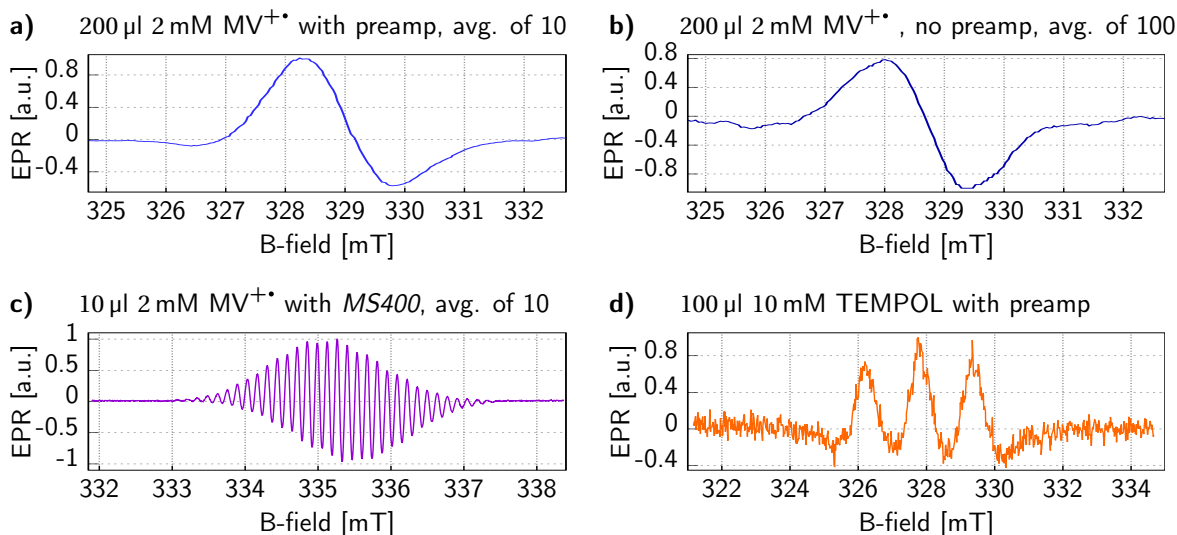 a) 200 µl 2 mM MV⁺• with preamp, avg. of 10
EPR [a.u.]
0.8
0.4
0
-0.4
325 326 327 328 329 330 331 332
B-field [mT]
b) 200 µl 2 mM MV⁺• , no preamp, avg. of 100
EPR [a.u.]
0.8
0.4
0
-0.4
-0.8
325 326 327 328 329 330 331 332
B-field [mT]
c) 10 µl 2 mM MV⁺• with MS400, avg. of 10
EPR [a.u.]
1
0.5
0
-0.5
-1
332 333 334 335 336 337 338
B-field [mT]
d) 100 µl 10 mM TEMPOL with preamp
EPR [a.u.]
0.8
0.4
0
-0.4
322 324 326 328 330 332 334
B-field [mT]